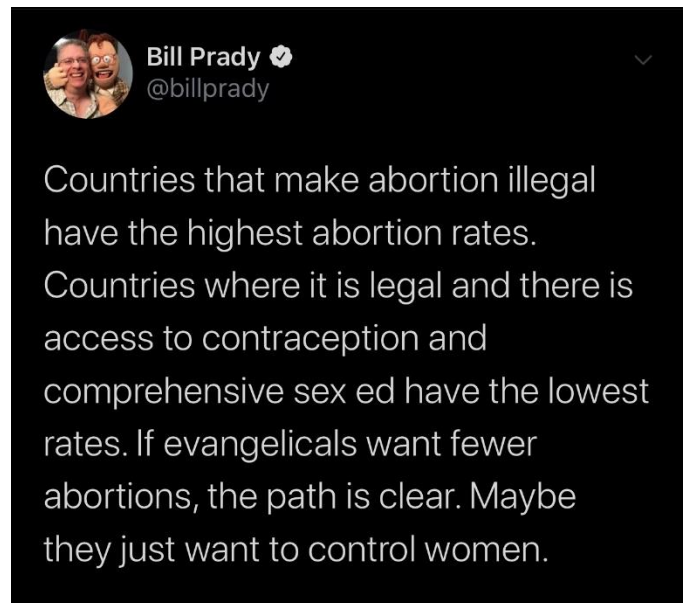 Bill Prady
@billprady
Countries that make abortion illegal
have the highest abortion rates.
Countries where it is legal and there is
access to contraception and
comprehensive sex ed have the lowest
rates. If evangelicals want fewer
abortions, the path is clear. Maybe
they just want to control women.